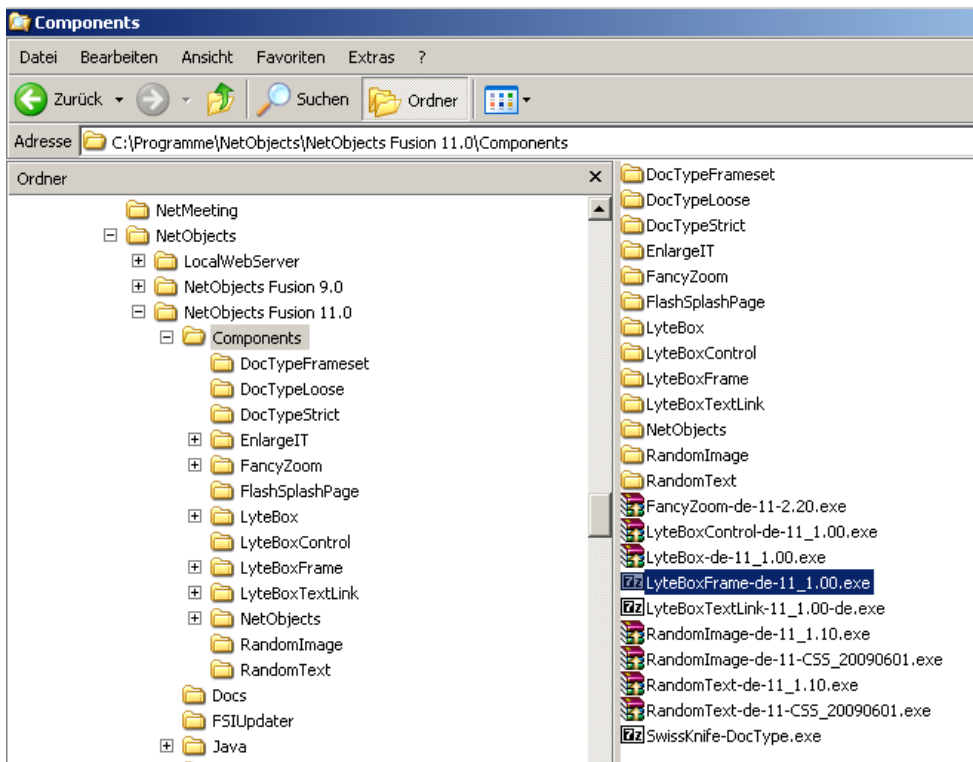 Components
Datei Bearbeiten Ansicht Favoriten Extras ?
Zurück Suchen Ordner
Adresse C:\Programme\NetObjects\NetObjects Fusion 11.0\Components
Ordner
NetMeeting
NetObjects
LocalWebServer
NetObjects Fusion 9.0
NetObjects Fusion 11.0
Components
DocTypeFrameset
DocTypeLoose
DocTypeStrict
EnlargeIT
FancyZoom
FlashSplashPage
LyteBox
LyteBoxControl
LyteBoxFrame
LyteBoxTextLink
NetObjects
RandomImage
RandomText
Docs
FSIUpdater
Java
DocTypeFrameset
DocTypeLoose
DocTypeStrict
EnlargeIT
FancyZoom
FlashSplashPage
LyteBox
LyteBoxControl
LyteBoxFrame
LyteBoxTextLink
NetObjects
RandomImage
RandomText
FancyZoom-de-11-2.20.exe
LyteBoxControl-de-11_1.00.exe
LyteBox-de-11_1.00.exe
LyteBoxFrame-de-11_1.00.exe
LyteBoxTextLink-11_1.00-de.exe
RandomImage-de-11_1.10.exe
RandomImage-de-11-CSS_20090601.exe
RandomText-de-11_1.10.exe
RandomText-de-11-CSS_20090601.exe
SwissKnife-DocType.exe